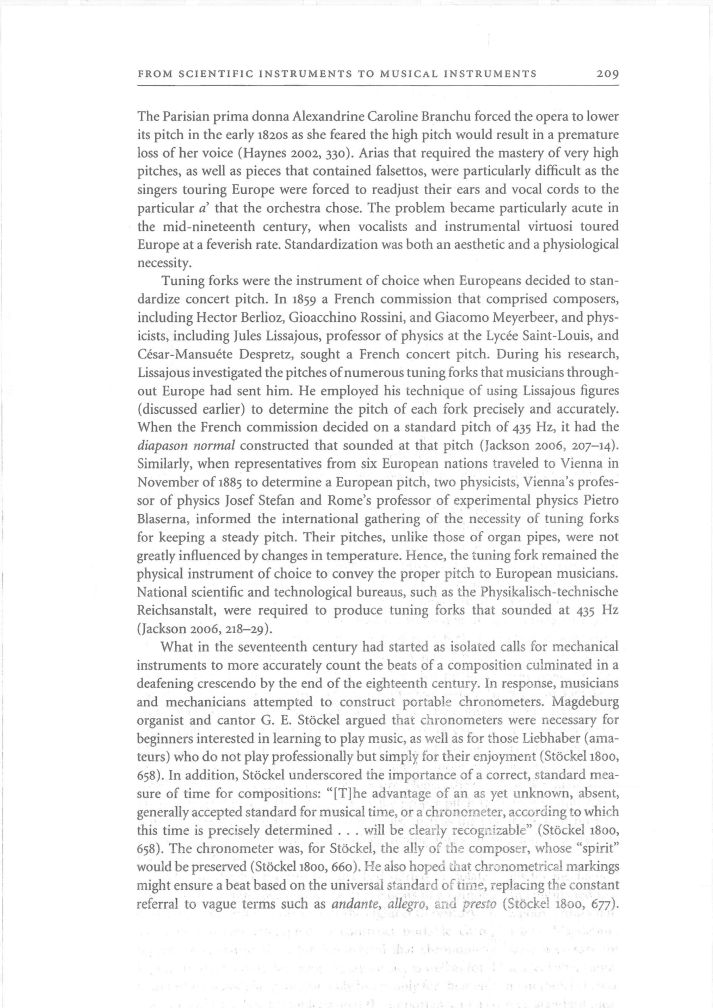 FROM SCIENTIFIC INSTRUMENTS TO MUSICAL INSTRUMENTS 209
The Parisian prima donna Alexandrine Caroline Branchu forced the opera to lower
its pitch in the early 1820s as she feared the high pitch would result in a premature
loss of her voice (Haynes 2002, 330). Arias that required the mastery of very high
pitches, as well as pieces that contained falsettos, were particularly difficult as the
singers touring Europe were forced to readjust their ears and vocal cords to the
particular a' that the orchestra chose. The problem became particularly acute in
the mid-nineteenth century, when vocalists and instrumental virtuosi toured
Europe at a feverish rate. Standardization was both an aesthetic and a physiological
necessity.
Tuning forks were the instrument of choice when Europeans decided to stan-
dardize concert pitch. In 1859 a French commission that comprised composers,
including Hector Berlioz, Gioacchino Rossini, and Giacomo Meyerbeer, and phys-
icists, including Jules Lissajous, professor of physics at the Lycée Saint-Louis, and
César-Mansuéte Despretz, sought a French concert pitch. During his research,
Lissajous investigated the pitches of numerous tuning forks that musicians through-
out Europe had sent him. He employed his technique of using Lissajous figures
(discussed earlier) to determine the pitch of each fork precisely and accurately.
When the French commission decided on a standard pitch of 435 Hz, it had the
diapason normal constructed that sounded at that pitch (Jackson 2006, 207–14).
Similarly, when representatives from six European nations traveled to Vienna in
November of 1885 to determine a European pitch, two physicists, Vienna's profes-
sor of physics Josef Stefan and Rome's professor of experimental physics Pietro
Blaserna, informed the international gathering of the necessity of tuning forks
for keeping a steady pitch. Their pitches, unlike those of organ pipes, were not
greatly influenced by changes in temperature. Hence, the tuning fork remained the
physical instrument of choice to convey the proper pitch to European musicians.
National scientific and technological bureaus, such as the Physikalisch-technische
Reichsanstalt, were required to produce tuning forks that sounded at 435 Hz
(Jackson 2006, 218–29).
What in the seventeenth century had started as isolated calls for mechanical
instruments to more accurately count the beats of a composition culminated in a
deafening crescendo by the end of the eighteenth century. In response, musicians
and mechanicians attempted to construct portable chronometers. Magdeburg
organist and cantor G. E. Stöckel argued that chronometers were necessary for
beginners interested in learning to play music, as well as for those Liebhaber (ama-
teurs) who do not play professionally but simply for their enjoyment (Stöckel 1800,
658). In addition, Stöckel underscored the importance of a correct, standard mea-
sure of time for compositions: "[T]he advantage of an as yet unknown, absent,
generally accepted standard for musical time, or a chronometer, according to which
this time is precisely determined . . . will be clearly recognizable" (Stöckel 1800,
658). The chronometer was, for Stöckel, the ally of the composer, whose "spirit"
would be preserved (Stöckel 1800, 660). He also hoped that chronometrical markings
might ensure a beat based on the universal standard of time, replacing the constant
referral to vague terms such as andante, allegro, and presto (Stöckel 1800, 677).